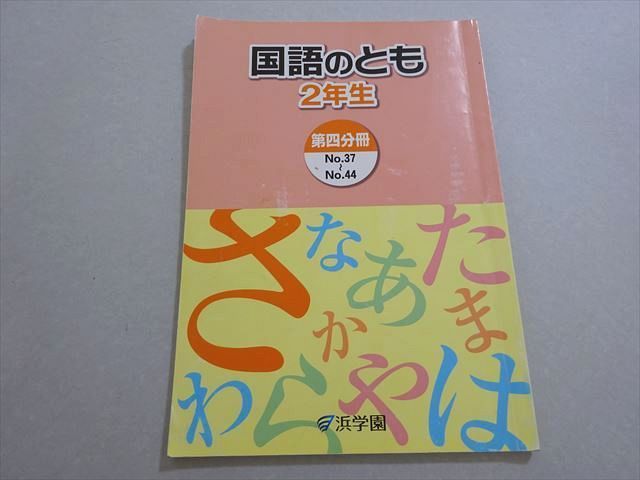 国語のとも
2年生
第四分冊
No.37
~
No.44
さ な あ た
か ま
わ ら や は
浜学園